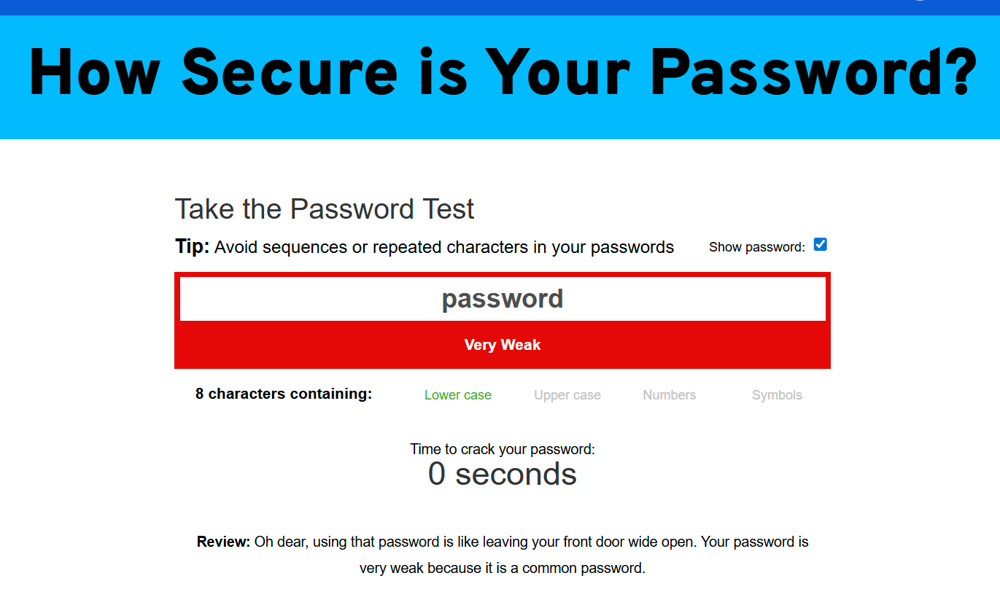 How Secure is Your Password?
Take the Password Test
Tip: Avoid sequences or repeated characters in your passwords
Show password:
password
Very Weak
8 characters containing:
Lower case
Upper case
Numbers
Symbols
Time to crack your password:
0 seconds
Review: Oh dear, using that password is like leaving your front door wide open. Your password is
very weak because it is a common password.